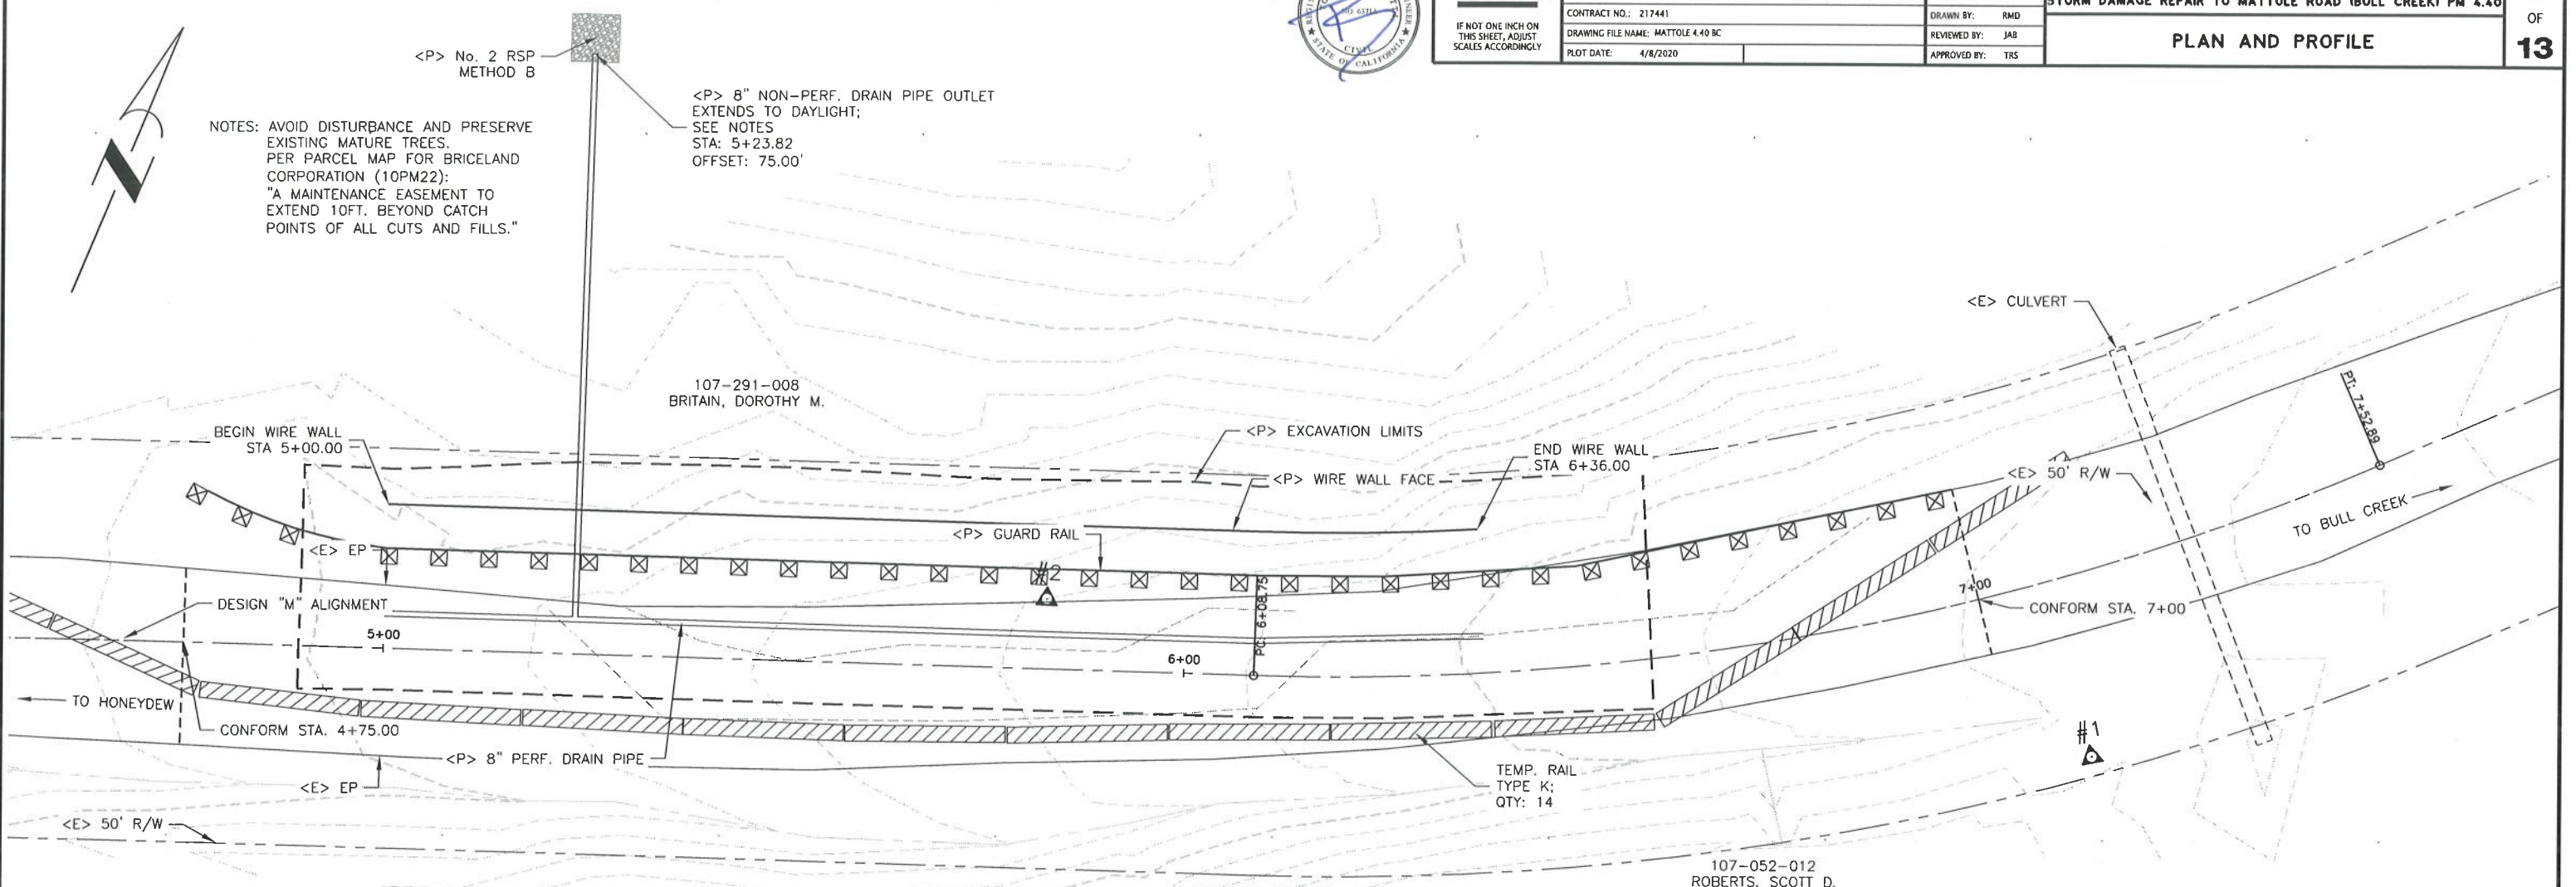 NO. 63714
CIVIL
STATE OF CALIFORNIA
IF NOT ONE INCH ON
THIS SHEET, ADJUST
SCALES ACCORDINGLY
CONTRACT NO.: 217441
DRAWING FILE NAME: MATTOLE 4.40 BC
PLOT DATE: 4/8/2020
DRAWN BY: RMD
REVIEWED BY: JAB
APPROVED BY: TRS
STORM DAMAGE REPAIR TO MATTOLE ROAD (BULL CREEK) PM 4.40
PLAN AND PROFILE
OF
13
<P> No. 2 RSP
METHOD B
N
<P> 8" NON-PERF. DRAIN PIPE OUTLET
EXTENDS TO DAYLIGHT;
SEE NOTES
STA: 5+23.82
OFFSET: 75.00'
NOTES: AVOID DISTURBANCE AND PRESERVE
EXISTING MATURE TREES.
PER PARCEL MAP FOR BRICELAND
CORPORATION (10PM22):
"A MAINTENANCE EASEMENT TO
EXTEND 10FT. BEYOND CATCH
POINTS OF ALL CUTS AND FILLS."
<E> CULVERT
107-291-008
BRITAIN, DOROTHY M.
PT: 7+52.89
BEGIN WIRE WALL
STA 5+00.00
<P> EXCAVATION LIMITS
END WIRE WALL
STA 6+36.00
<P> WIRE WALL FACE
<E> 50' R/W
TO BULL CREEK
<P> GUARD RAIL
<E> EP
#2
PC: 6+08.75
7+00
CONFORM STA. 7+00
DESIGN "M" ALIGNMENT
5+00
6+00
TO HONEYDEW
CONFORM STA. 4+75.00
<P> 8" PERF. DRAIN PIPE
<E> EP
#1
TEMP. RAIL
TYPE K;
QTY: 14
<E> 50' R/W
107-052-012
ROBERTS, SCOTT D.